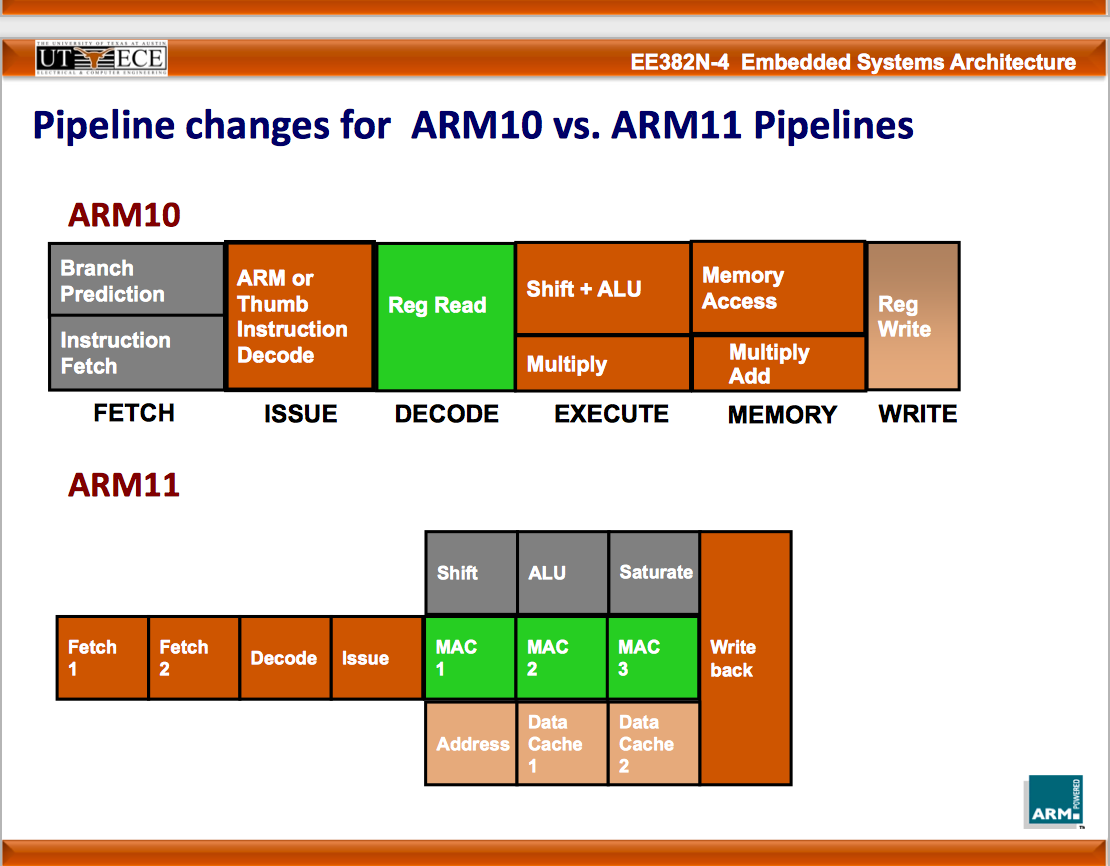 THE UNIVERSITY OF TEXAS AT AUSTIN
UT ECE
ELECTRICAL & COMPUTER ENGINEERING
EE382N-4 Embedded Systems Architecture
Pipeline changes for ARM10 vs. ARM11 Pipelines
ARM10
Branch
Prediction
Instruction
Fetch
ARM or
Thumb
Instruction
Decode
Reg Read
Shift + ALU
Multiply
Memory
Access
Multiply
Add
Reg
Write
FETCH
ISSUE
DECODE
EXECUTE
MEMORY
WRITE
ARM11
Fetch
1
Fetch
2
Decode
Issue
Shift
ALU
Saturate
MAC
1
MAC
2
MAC
3
Address
Data
Cache
1
Data
Cache
2
Write
back
ARM
POWERED
TM